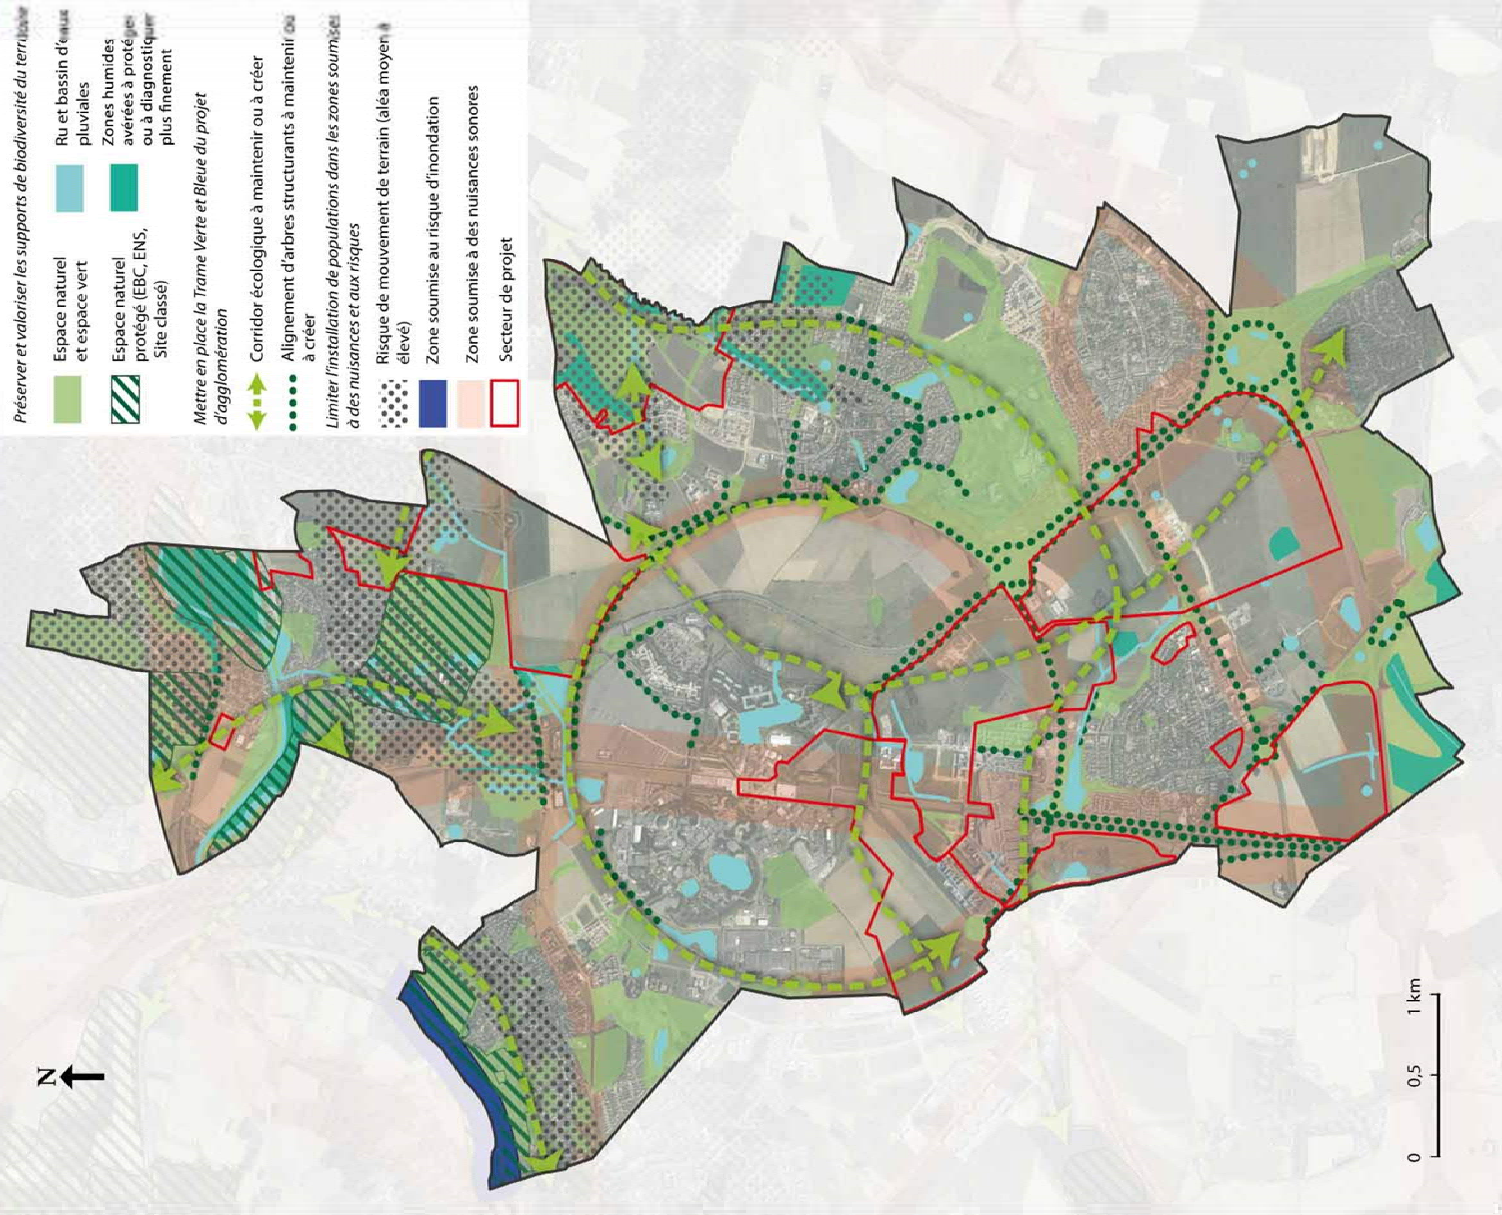 Préserver et valoriser les supports de biodiversité du territoire
Espace naturel
et espace vert
Espace naturel
protégé (EBC, ENS,
Site classé)
Ru et bassin d'eaux
pluviales
Zones humides
avérées à protéger
ou à diagnostiquer
plus finement
Mettre en place la Trame Verte et Bleue du projet
d'agglomération
Corridor écologique à maintenir ou à créer
Alignement d'arbres structurants à maintenir ou
à créer
Limiter l'installation de populations dans les zones soumises
à des nuisances et aux risques
Risque de mouvement de terrain (aléa moyen à
élevé)
Zone soumise au risque d'inondation
Zone soumise à des nuisances sonores
Secteur de projet
N
0 0,5 1 km